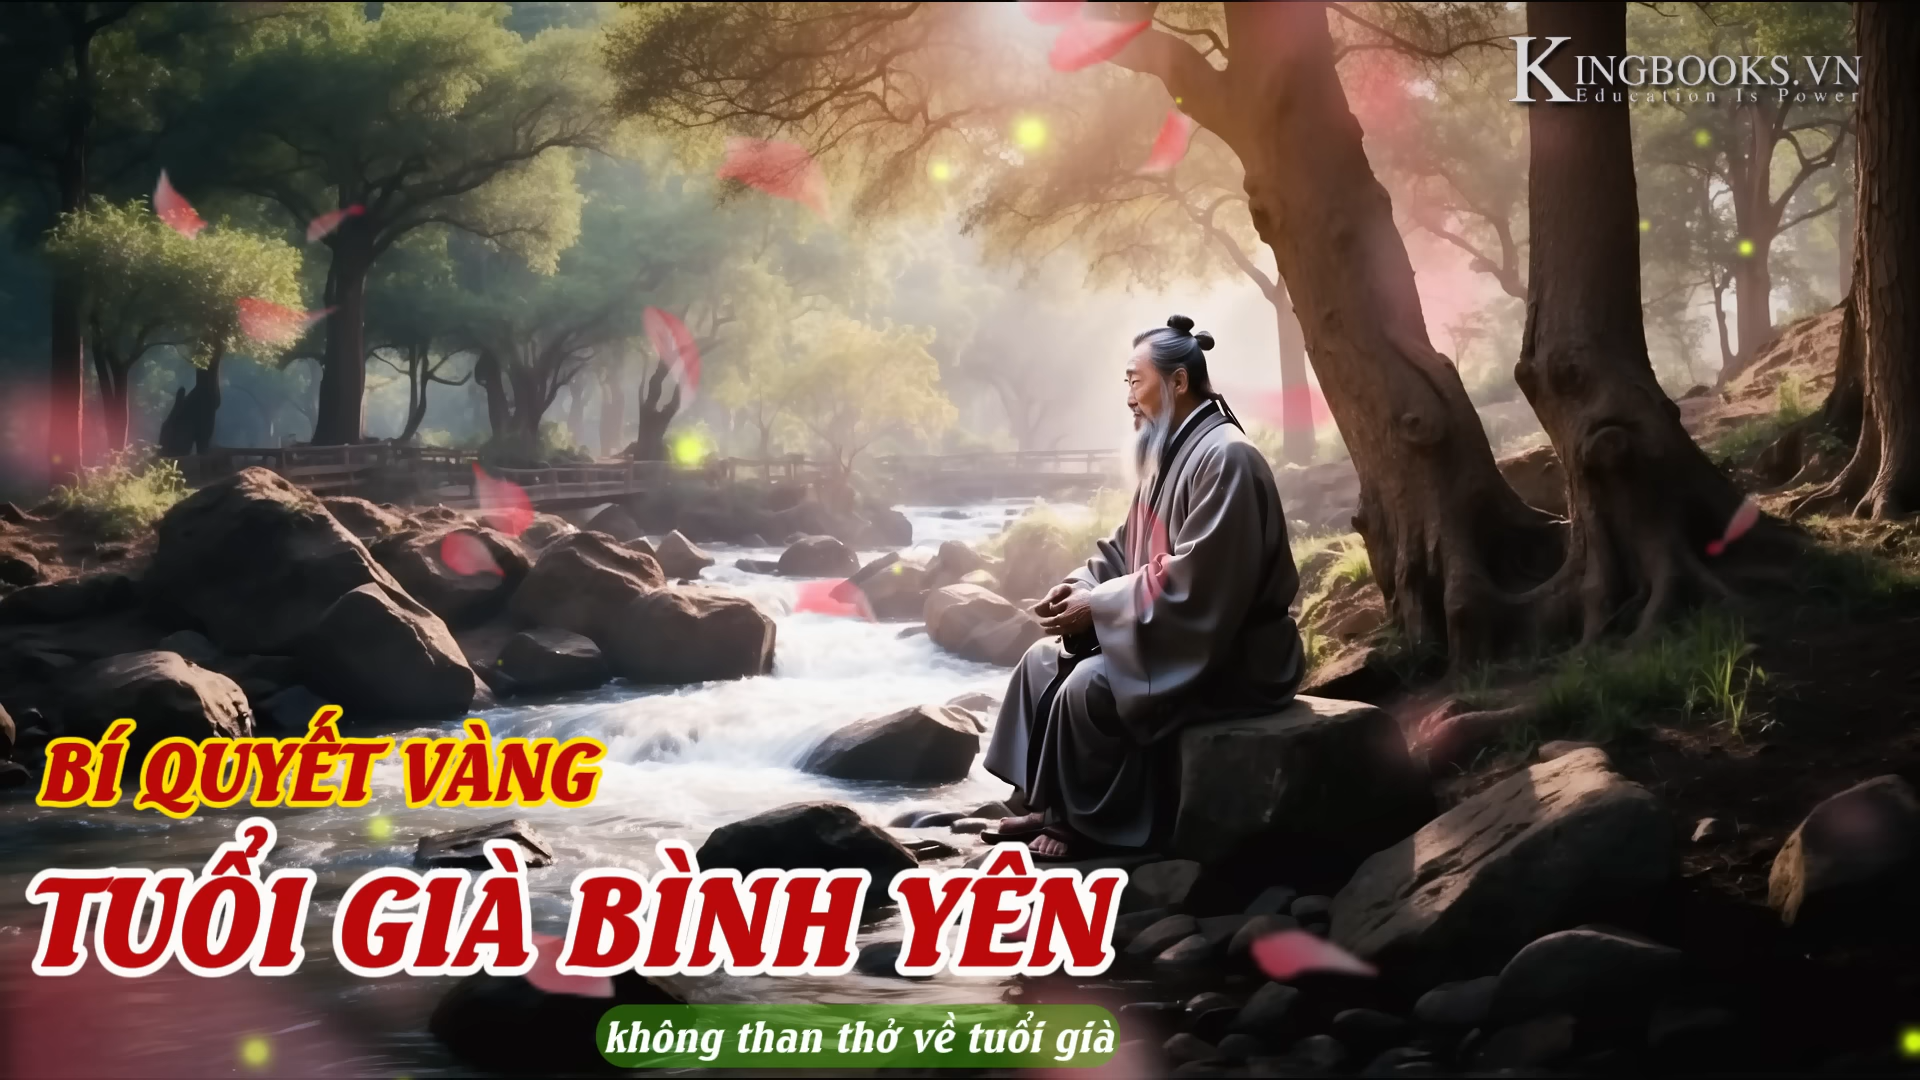 KINGBOOKS.VN
Education Is Power
BÍ QUYẾT VÀNG
TUỔI GIÀ BÌNH YÊN
không than thở về tuổi già